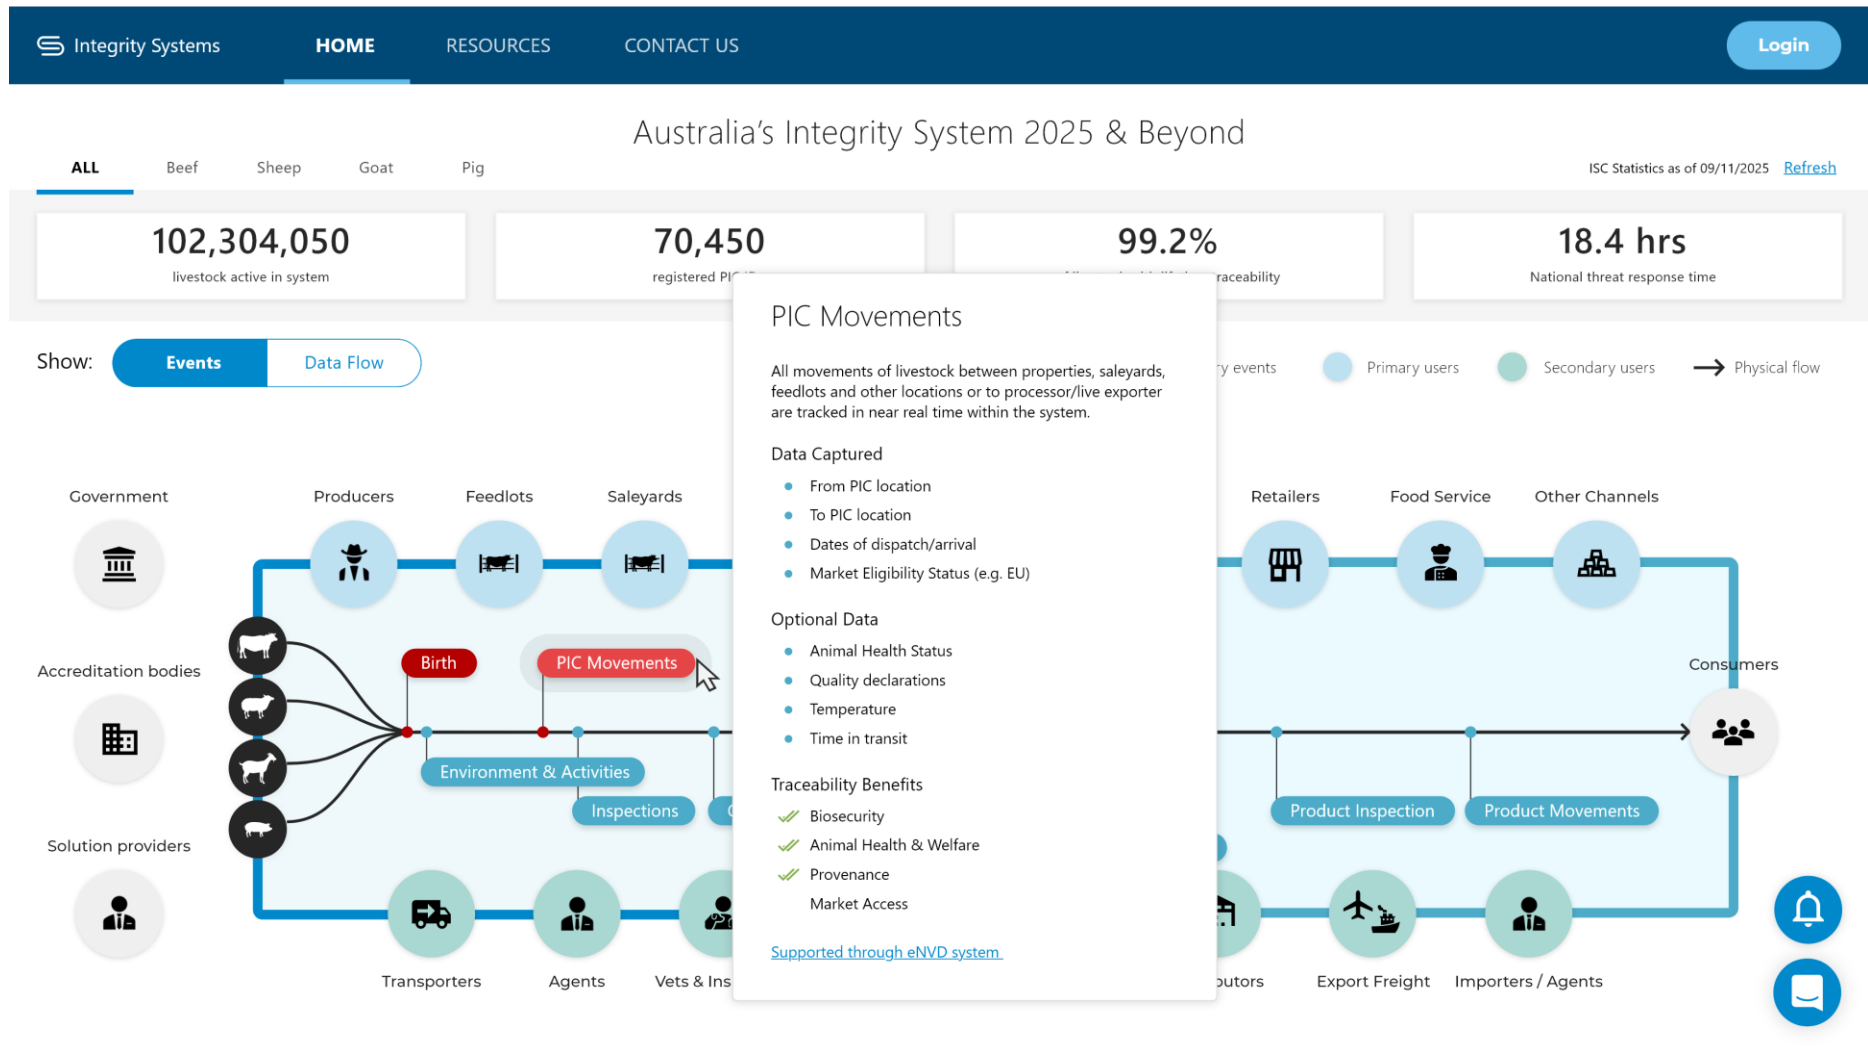 Integrity Systems
HOME
RESOURCES
CONTACT US
Login
Australia's Integrity System 2025 & Beyond
ALL
Beef
Sheep
Goat
Pig
ISC Statistics as of 09/11/2025
Refresh
102,304,050
livestock active in system
70,450
registered
99.2%
18.4 hrs
National threat response time
Show:
Events
Data Flow
events
Primary users
Secondary users
Physical flow
PIC Movements
All movements of livestock between properties, saleyards,
feedlots and other locations or to processor/live exporter
are tracked in near real time within the system.
Data Captured
From PIC location
To PIC location
Dates of dispatch/arrival
Market Eligibility Status (e.g. EU)
Optional Data
Animal Health Status
Quality declarations
Temperature
Time in transit
Traceability Benefits
Biosecurity
Animal Health & Welfare
Provenance
Market Access
Supported through eNVD system
Government
Accreditation bodies
Solution providers
Producers
Feedlots
Saleyards
Retailers
Food Service
Other Channels
Birth
PIC Movements
Environment & Activities
Inspections
Product Inspection
Product Movements
Consumers
Transporters
Agents
Vets & Ins
Export Freight
Importers / Agents